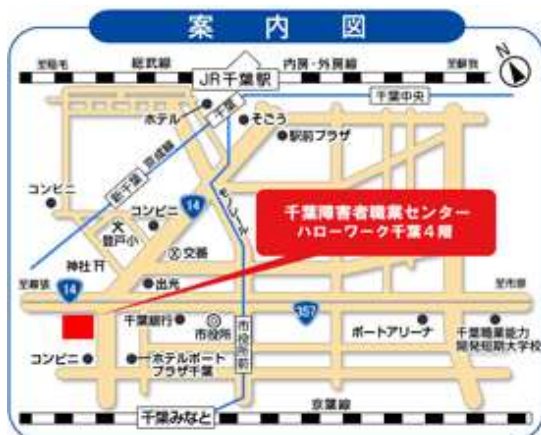 案内図
至稲毛
総武線
JR千葉駅
内房・外房線
至蘇我
N
ホテル
千葉
そごう
千葉中央
駅前プラザ
京成線
新千葉
モノレール
コンビニ
コンビニ
14
登戸小
交番
神社
出光
千葉障害者職業センター
ハローワーク千葉4階
至幕張
14
357
至市原
千葉銀行
市役所
市役所前
ポートアリーナ
千葉職業能力
開発短期大学校
コンビニ
ホテルポート
プラザ千葉
京葉線
千葉みなと